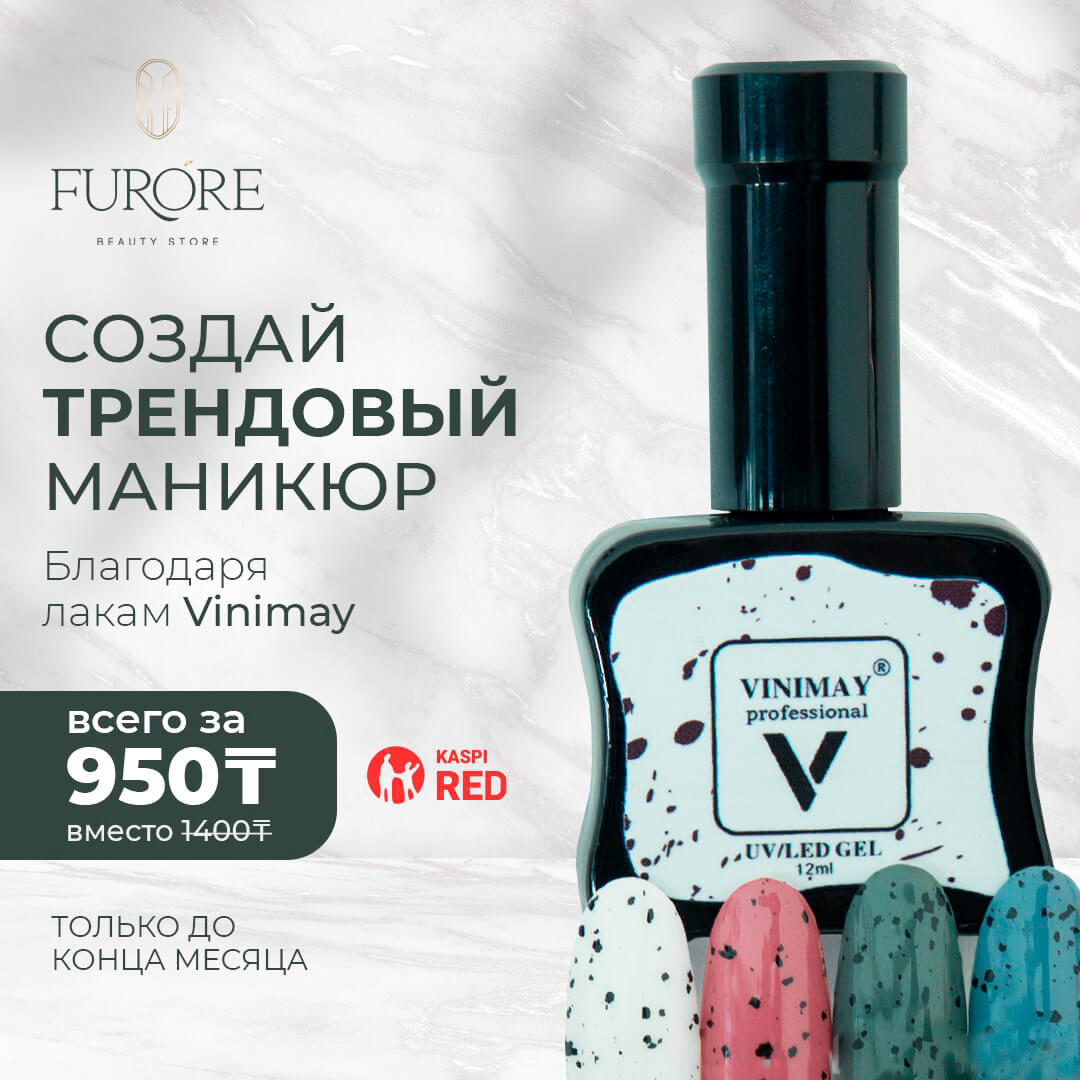 FURORE
BEAUTY STORE
СОЗДАЙ
ТРЕНДОВЫЙ
МАНИКЮР
Благодаря
лакам Vinimay
всего за
950₸
вместо 1400₸
KASPI
RED
ТОЛЬКО ДО
КОНЦА МЕСЯЦА
VINIMAY®
professional
V
UV/LED GEL
12ml